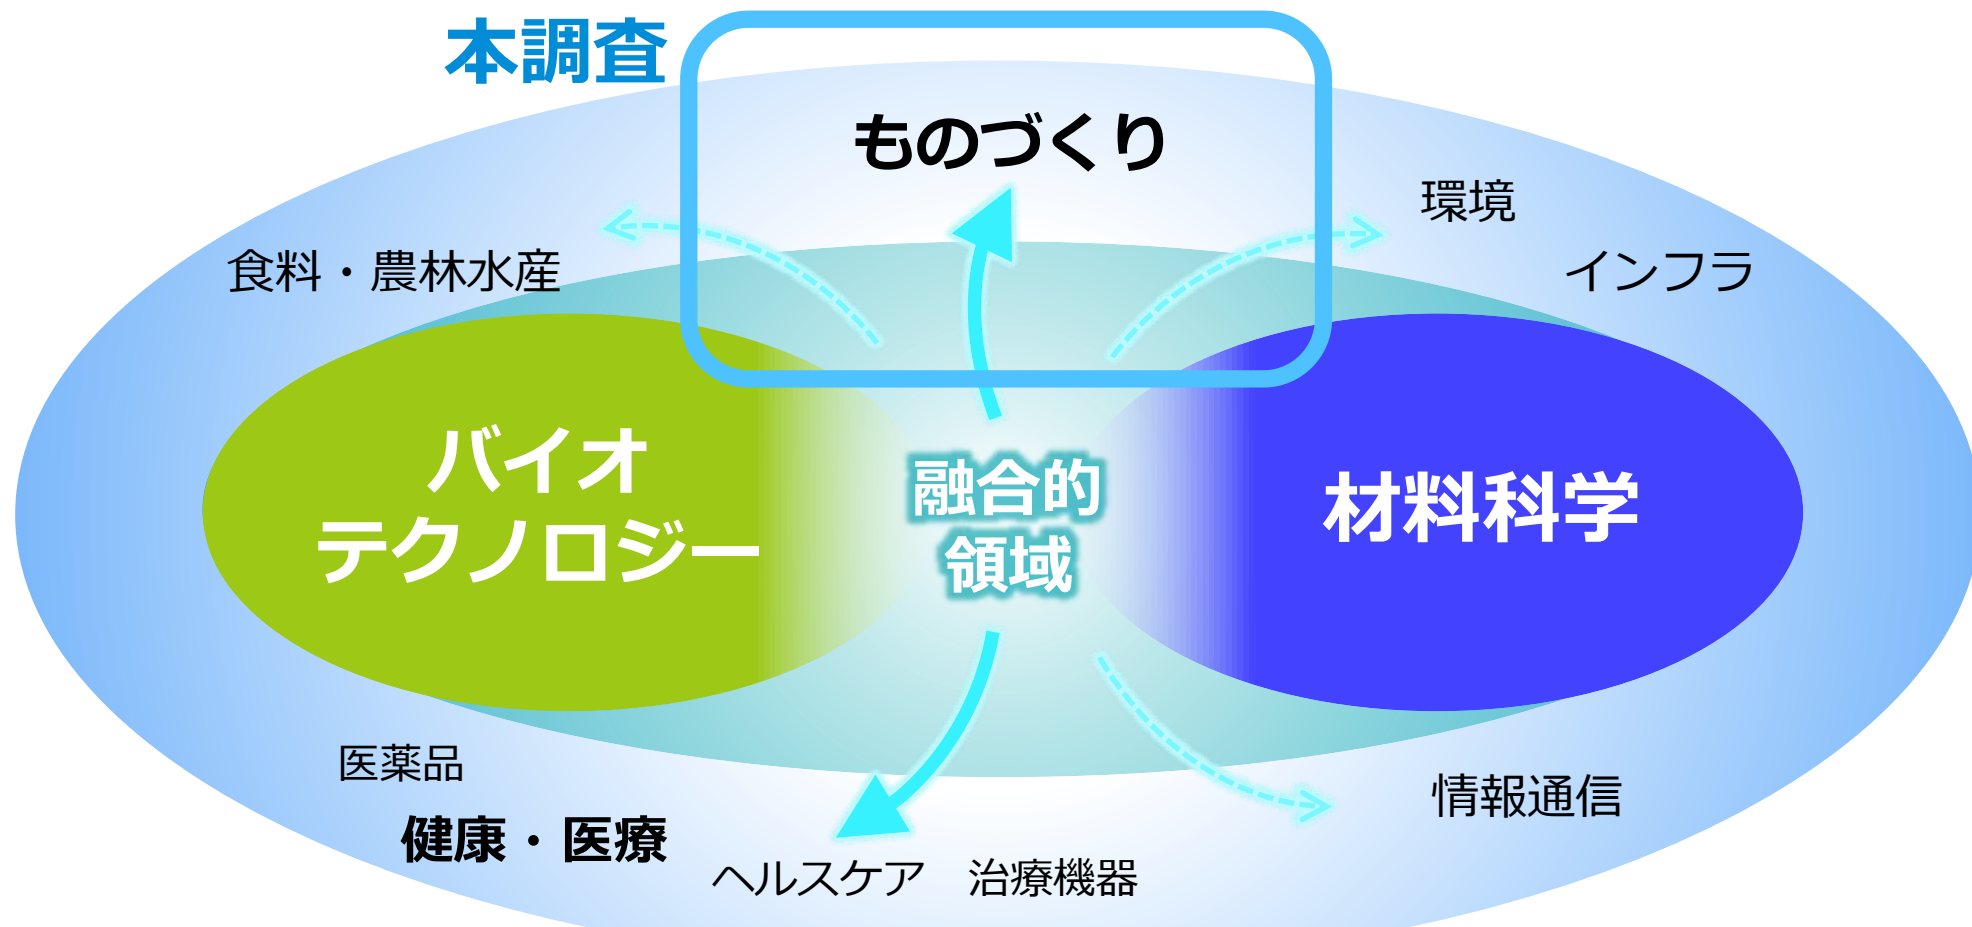 本調査
ものづくり
環境
インフラ
食料・農林水産
バイオ
テクノロジー
融合的
領域
材料科学
医薬品
健康・医療
ヘルスケア　治療機器
情報通信